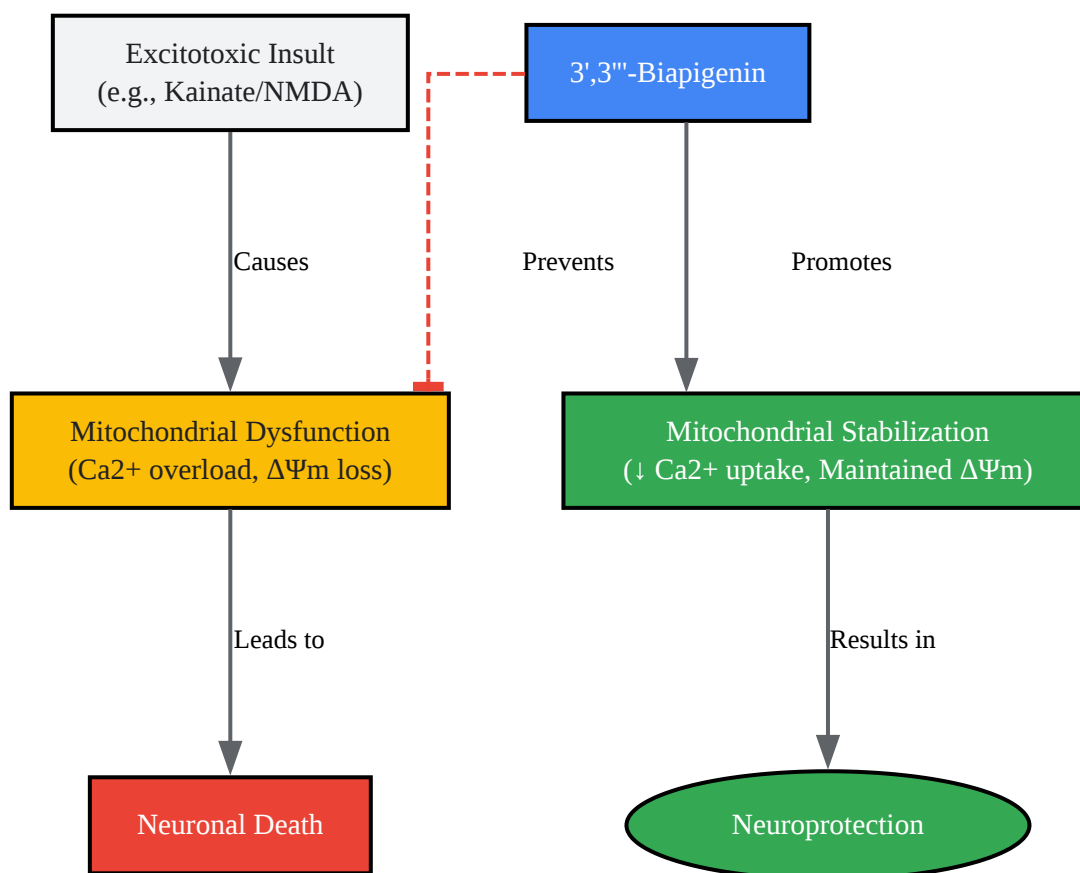 Excitotoxic Insult
(e.g., Kainate/NMDA)
3',3'''-Biapigenin
Causes
Prevents
Promotes
Mitochondrial Dysfunction
(Ca2+ overload, ΔΨm loss)
Mitochondrial Stabilization
(↓ Ca2+ uptake, Maintained ΔΨm)
Leads to
Results in
Neuronal Death
Neuroprotection